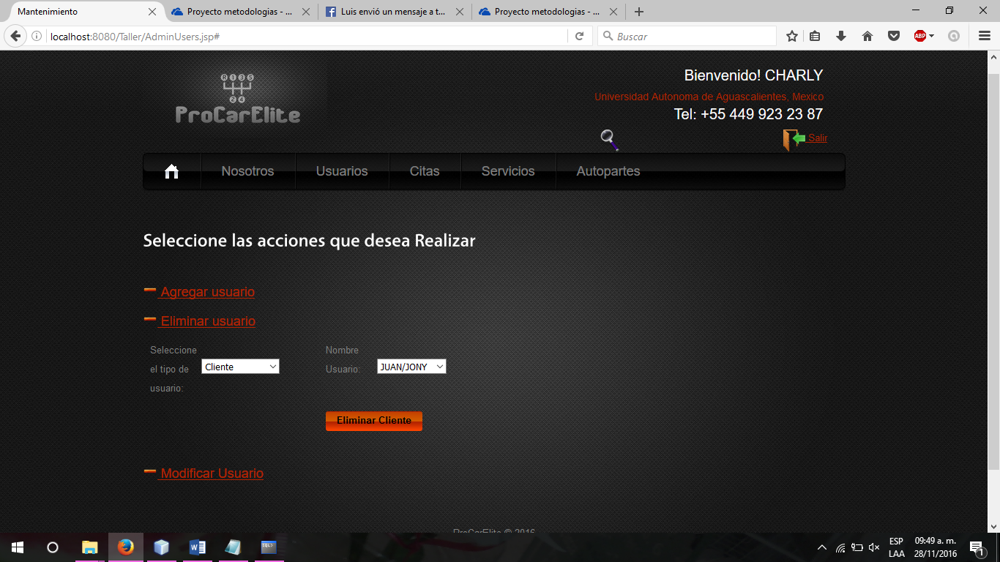 Mantenimiento
Proyecto metodologias - ...
Luis envió un mensaje a t...
Proyecto metodologias - ...
localhost:8080/Taller/AdminUsers.jsp#
Buscar
ABP
R 1 3 5
2 4
ProCarElite
Bienvenido! CHARLY
Universidad Autonoma de Aguascalientes, Mexico
Tel: +55 449 923 23 87
Salir
Nosotros
Usuarios
Citas
Servicios
Autopartes
Seleccione las acciones que desea Realizar
Agregar usuario
Eliminar usuario
Seleccione
el tipo de
usuario:
Cliente
Nombre
Usuario:
JUAN/JONY
Eliminar Cliente
Modificar Usuario
ProCarElite © 2016
SQL>
ESP
LAA
09:49 a. m.
28/11/2016
1